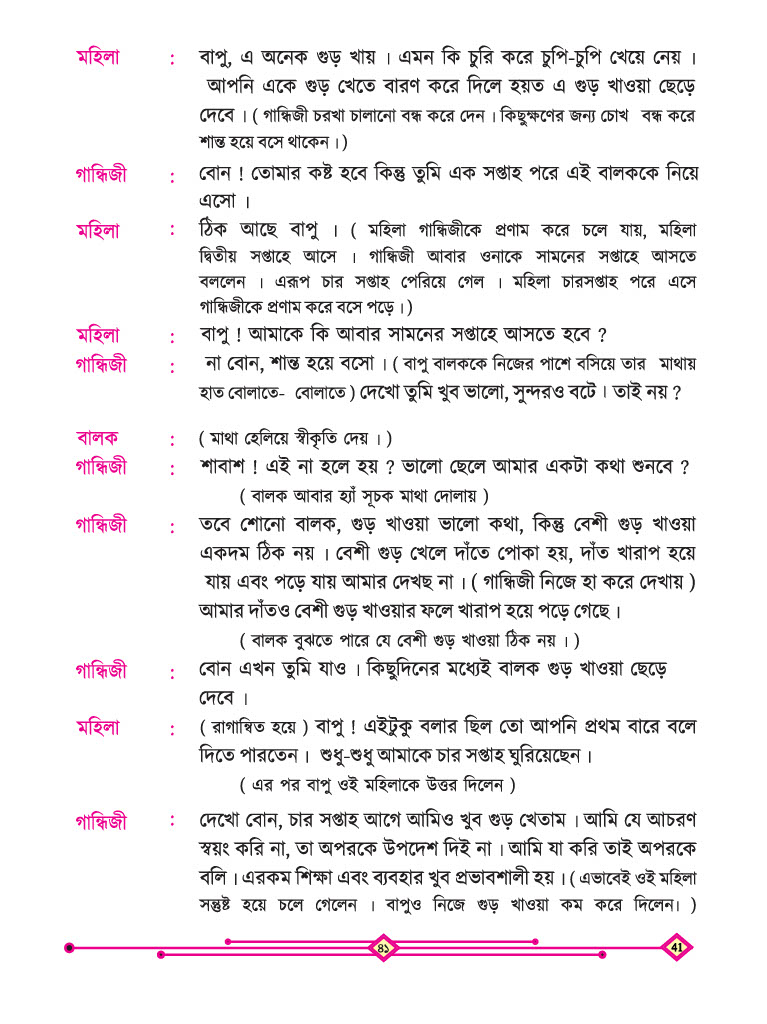 মহিলা : বাপু, এ অনেক গুড় খায় । এমন কি চুরি করে চুপি-চুপি খেয়ে নেয় ।
আপনি একে গুড় খেতে বারণ করে দিলে হয়ত এ গুড় খাওয়া ছেড়ে
দেবে । ( গান্ধিজী চরখা চালানো বন্ধ করে দেন । কিছুক্ষণের জন্য চোখ বন্ধ করে
শান্ত হয়ে বসে থাকেন । )
গান্ধিজী : বোন ! তোমার কষ্ট হবে কিন্তু তুমি এক সপ্তাহ পরে এই বালককে নিয়ে
এসো ।
মহিলা : ঠিক আছে বাপু । ( মহিলা গান্ধিজীকে প্রণাম করে চলে যায়, মহিলা
দ্বিতীয় সপ্তাহে আসে । গান্ধিজী আবার ওনাকে সামনের সপ্তাহে আসতে
বললেন । এরূপ চার সপ্তাহ পেরিয়ে গেল । মহিলা চারসপ্তাহ পরে এসে
গান্ধিজীকে প্রণাম করে বসে পড়ে । )
মহিলা : বাপু ! আমাকে কি আবার সামনের সপ্তাহে আসতে হবে ?
গান্ধিজী : না বোন, শান্ত হয়ে বসো । ( বাপু বালককে নিজের পাশে বসিয়ে তার মাথায়
হাত বোলাতে- বোলাতে ) দেখো তুমি খুব ভালো, সুন্দরও বটে । তাই নয় ?
বালক : ( মাথা হেলিয়ে স্বীকৃতি দেয় । )
গান্ধিজী : শাবাশ ! এই না হলে হয় ? ভালো ছেলে আমার একটা কথা শুনবে ?
( বালক আবার হ্যাঁ সূচক মাথা দোলায় )
গান্ধিজী : তবে শোনো বালক, গুড় খাওয়া ভালো কথা, কিন্তু বেশী গুড় খাওয়া
একদম ঠিক নয় । বেশী গুড় খেলে দাঁতে পোকা হয়, দাঁত খারাপ হয়ে
যায় এবং পড়ে যায় আমার দেখছ না । ( গান্ধিজী নিজে হা করে দেখায় )
আমার দাঁতও বেশী গুড় খাওয়ার ফলে খারাপ হয়ে পড়ে গেছে ।
( বালক বুঝতে পারে যে বেশী গুড় খাওয়া ঠিক নয় । )
গান্ধিজী : বোন এখন তুমি যাও । কিছুদিনের মধ্যেই বালক গুড় খাওয়া ছেড়ে
দেবে ।
মহিলা : ( রাগান্বিত হয়ে ) বাপু ! এইটুকু বলার ছিল তো আপনি প্রথম বারে বলে
দিতে পারতেন । শুধু-শুধু আমাকে চার সপ্তাহ ঘুরিয়েছেন ।
( এর পর বাপু ওই মহিলাকে উত্তর দিলেন )
গান্ধিজী : দেখো বোন, চার সপ্তাহ আগে আমিও খুব গুড় খেতাম । আমি যে আচরণ
স্বয়ং করি না, তা অপরকে উপদেশ দিই না । আমি যা করি তাই অপরকে
বলি । এরকম শিক্ষা এবং ব্যবহার খুব প্রভাবশালী হয় । ( এভাবেই ওই মহিলা
সন্তুষ্ট হয়ে চলে গেলেন । বাপুও নিজে গুড় খাওয়া কম করে দিলেন। )
৪১ 41